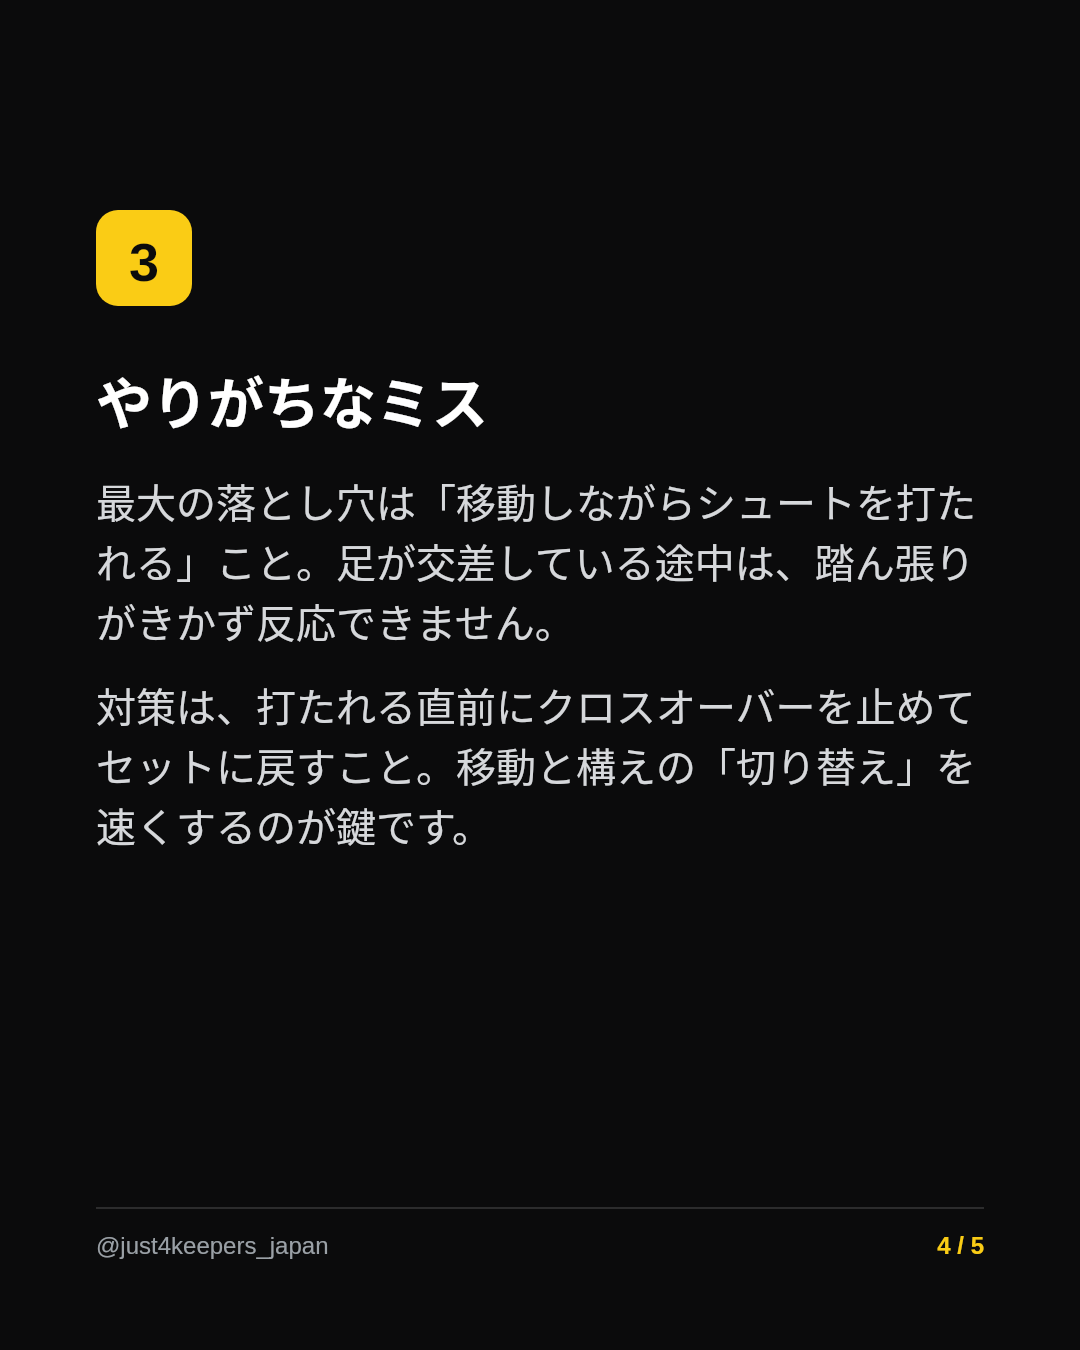 3
やりがちなミス
最大の落とし穴は「移動しながらシュートを打た
れる」こと。足が交差している途中は、踏ん張り
がきかず反応できません。
対策は、打たれる直前にクロスオーバーを止めて
セットに戻すこと。移動と構えの「切り替え」を
速くするのが鍵です。
@just4keepers_japan
4 / 5